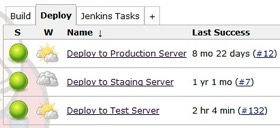 Build Deploy Jenkins Tasks +
S W Name ↓ Last Success
Deploy to Production Server 8 mo 22 days (#12)
Deploy to Staging Server 1 yr 1 mo (#7)
Deploy to Test Server 2 hr 4 min (#132)